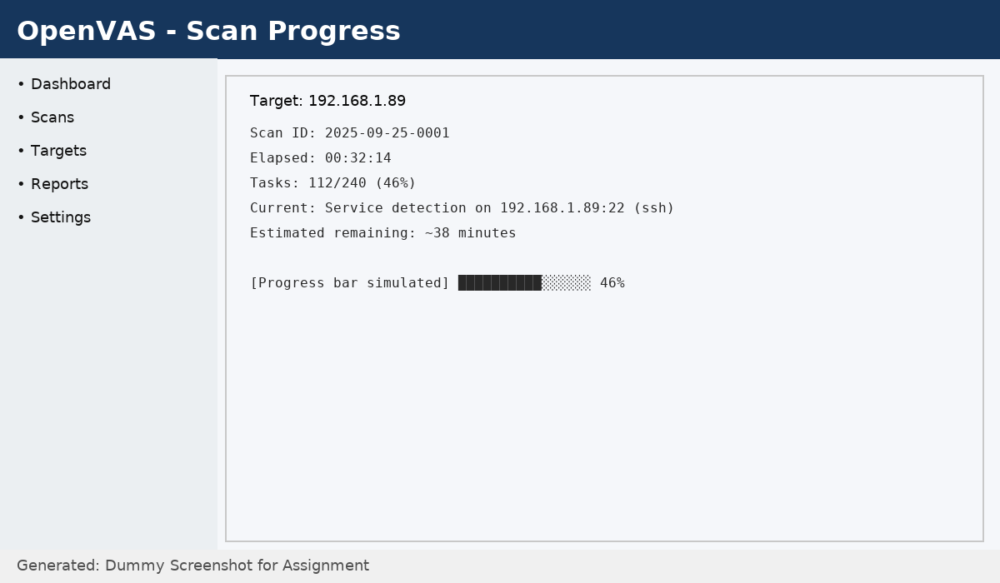 OpenVAS - Scan Progress
• Dashboard
• Scans
• Targets
• Reports
• Settings
Target: 192.168.1.89
Scan ID: 2025-09-25-0001
Elapsed: 00:32:14
Tasks: 112/240 (46%)
Current: Service detection on 192.168.1.89:22 (ssh)
Estimated remaining: ~38 minutes
[Progress bar simulated] ██████████░░░░░░ 46%
Generated: Dummy Screenshot for Assignment